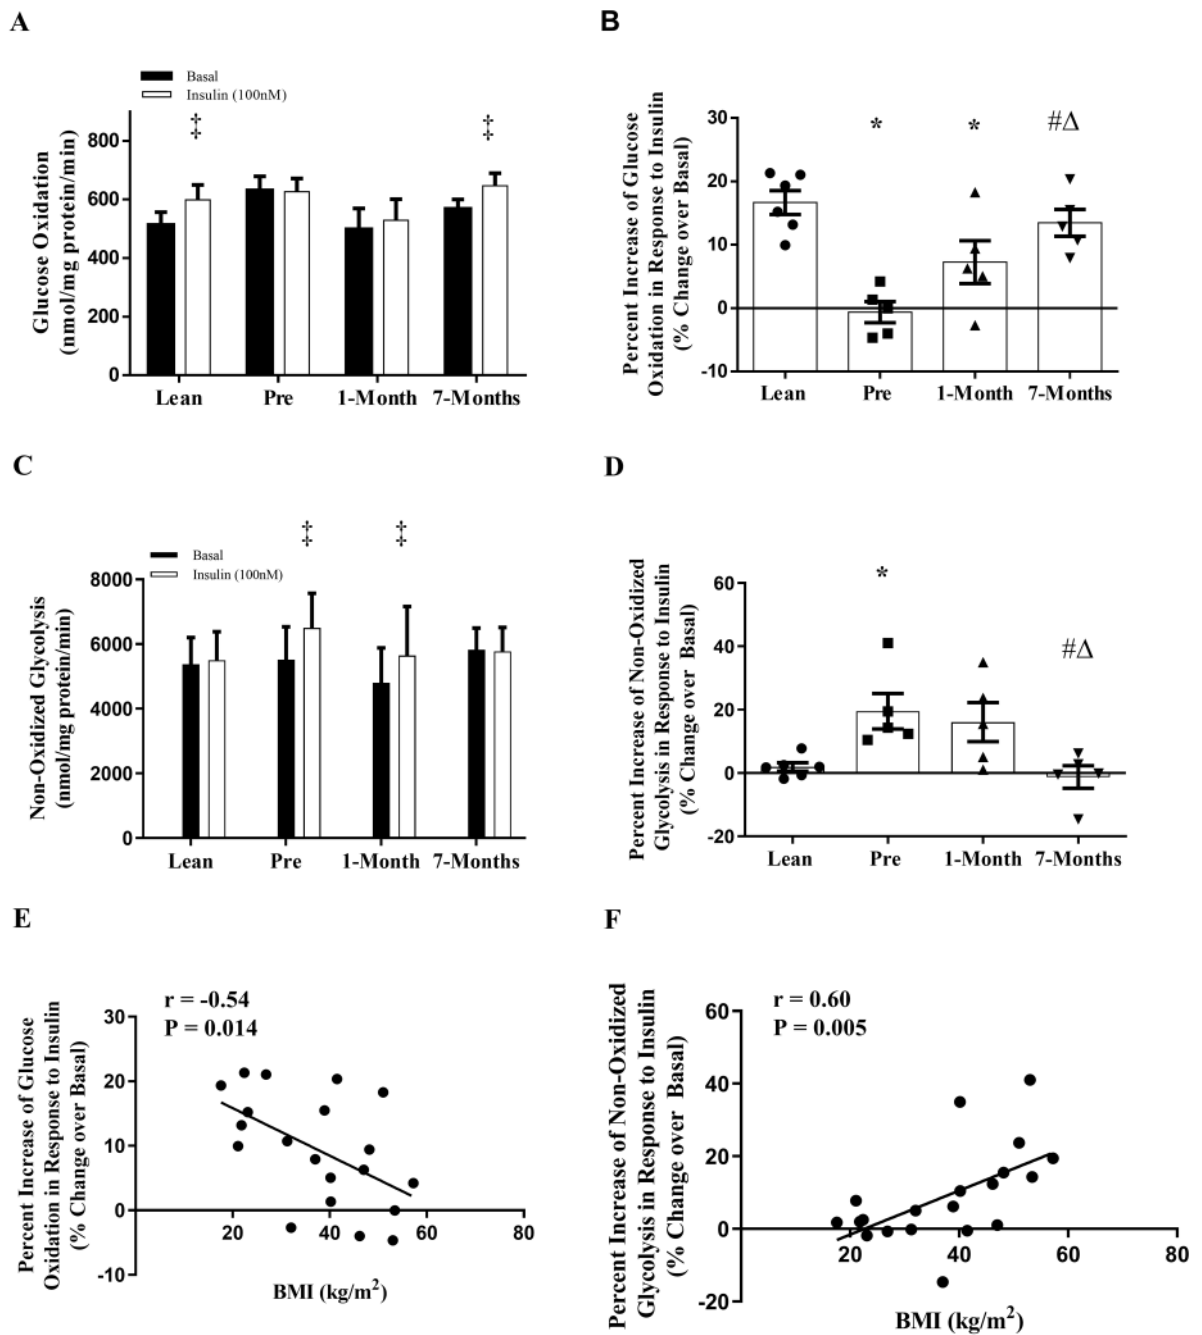 A
Basal
Insulin (100nM)
‡
‡
Glucose Oxidation
(nmol/mg protein/min)
800
600
400
200
0
Lean
Pre
1-Month
7-Months
B
Percent Increase of Glucose
Oxidation in Response to Insulin
(% Change over Basal)
30
20
10
0
-10
*
*
#Δ
Lean
Pre
1-Month
7-Months
C
‡
‡
Basal
Insulin (100nM)
Non-Oxidized Glycolysis
(nmol/mg protein/min)
8000
6000
4000
2000
0
Lean
Pre
1-Month
7-Months
D
Percent Increase of Non-Oxidized
Glycolysis in Response to Insulin
(% Change over Basal)
60
40
20
0
-20
*
#Δ
Lean
Pre
1-Month
7-Months
E
r = -0.54
P = 0.014
Percent Increase of Glucose
Oxidation in Response to Insulin
(% Change over Basal)
30
20
10
0
-10
20
40
60
80
BMI (kg/m²)
F
r = 0.60
P = 0.005
Percent Increase of Non-Oxidized
Glycolysis in Response to Insulin
(% Change over Basal)
60
40
20
0
-20
20
40
60
80
BMI (kg/m²)